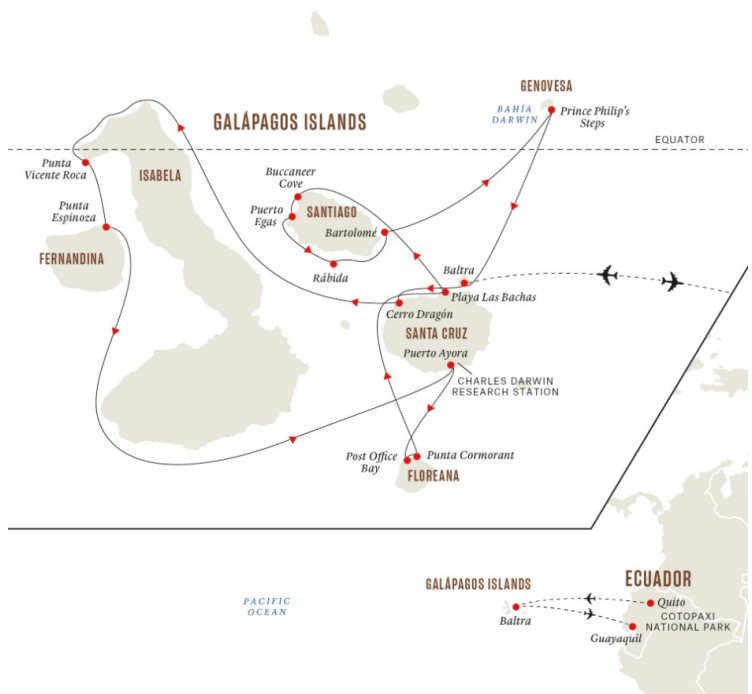 GENOVESA
BAHÍA
DARWIN
Prince Philip's
Steps
GALÁPAGOS ISLANDS
EQUATOR
Punta
Vicente Roca
ISABELA
Buccaneer
Cove
Punta
Espinoza
Puerto
Egas
SANTIAGO
Bartolomé
FERNANDINA
Rábida
Baltra
Playa Las Bachas
Cerro Dragón
SANTA CRUZ
Puerto Ayora
CHARLES DARWIN
RESEARCH STATION
Post Office
Bay
Punta Cormorant
FLOREANA
GALÁPAGOS ISLANDS
ECUADOR
PACIFIC
OCEAN
Baltra
Quito
COTOPAXI
NATIONAL PARK
Guayaquil